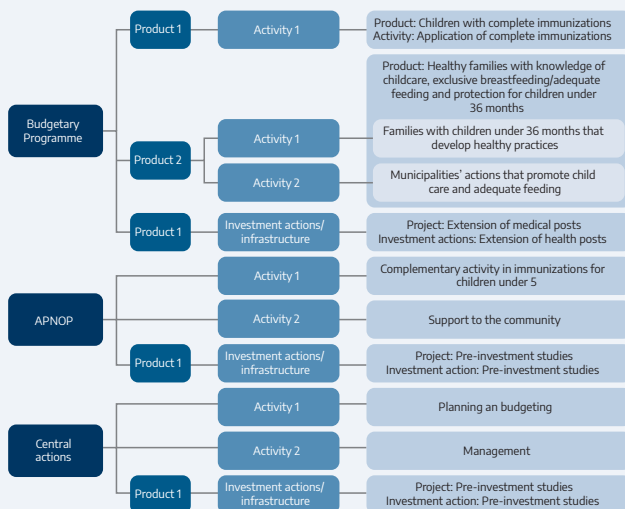 Product 1
Activity 1
Product: Children with complete immunizations
Activity: Application of complete immunizations
Budgetary
Programme
Product 2
Product: Healthy families with knowledge of
childcare, exclusive breastfeeding/adequate
feeding and protection for children under
36 months
Activity 1
Families with children under 36 months that
develop healthy practices
Activity 2
Municipalities' actions that promote child
care and adequate feeding
Product 1
Investment actions/
infrastructure
Project: Extension of medical posts
Investment actions: Extension of health posts
APNOP
Activity 1
Complementary activity in immunizations for
children under 5
Activity 2
Support to the community
Product 1
Investment actions/
infrastructure
Project: Pre-investment studies
Investment action: Pre-investment studies
Central
actions
Activity 1
Planning an budgeting
Activity 2
Management
Product 1
Investment actions/
infrastructure
Project: Pre-investment studies
Investment action: Pre-investment studies